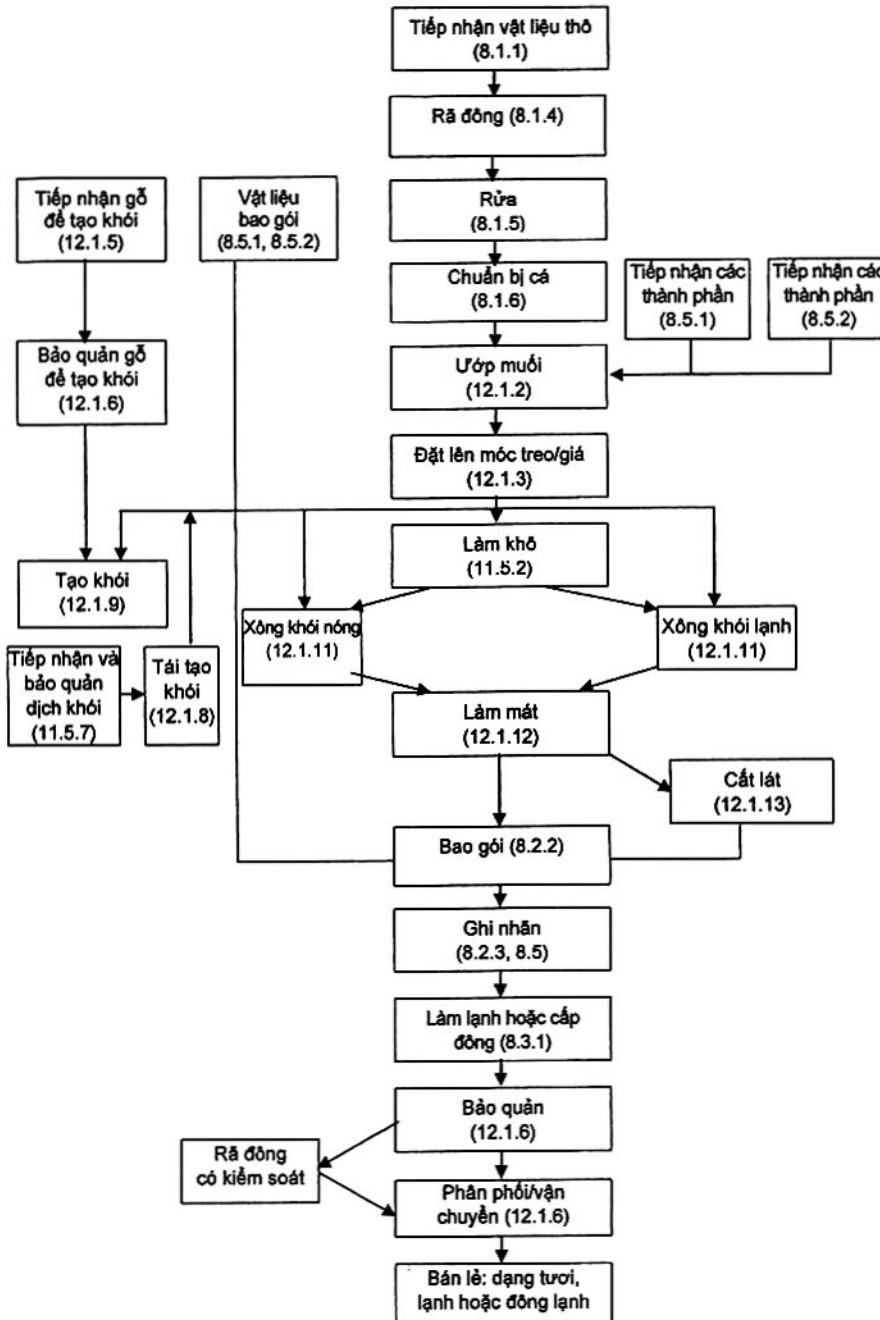 Tiếp nhận vật liệu thô
(8.1.1)
Rã đông (8.1.4)
Tiếp nhận gỗ
để tạo khói
(12.1.5)
Vật liệu
bao gói
(8.5.1, 8.5.2)
Rửa
(8.1.5)
Chuẩn bị cá
(8.1.6)
Tiếp nhận các
thành phần
(8.5.1)
Tiếp nhận các
thành phần
(8.5.2)
Bảo quản gỗ
để tạo khói
(12.1.6)
Ướp muối
(12.1.2)
Đặt lên móc treo/giá
(12.1.3)
Làm khô
(11.5.2)
Tạo khói
(12.1.9)
Xông khói nóng
(12.1.11)
Xông khói lạnh
(12.1.11)
Tiếp nhận và
bảo quản
dịch khói
(11.5.7)
Tái tạo
khói
(12.1.8)
Làm mát
(12.1.12)
Cắt lát
(12.1.13)
Bao gói (8.2.2)
Ghi nhãn
(8.2.3, 8.5)
Làm lạnh hoặc cấp
đông (8.3.1)
Bảo quản
(12.1.6)
Rã đông
có kiểm soát
Phân phối/vận
chuyển (12.1.6)
Bán lẻ: dạng tươi,
lạnh hoặc đông lạnh